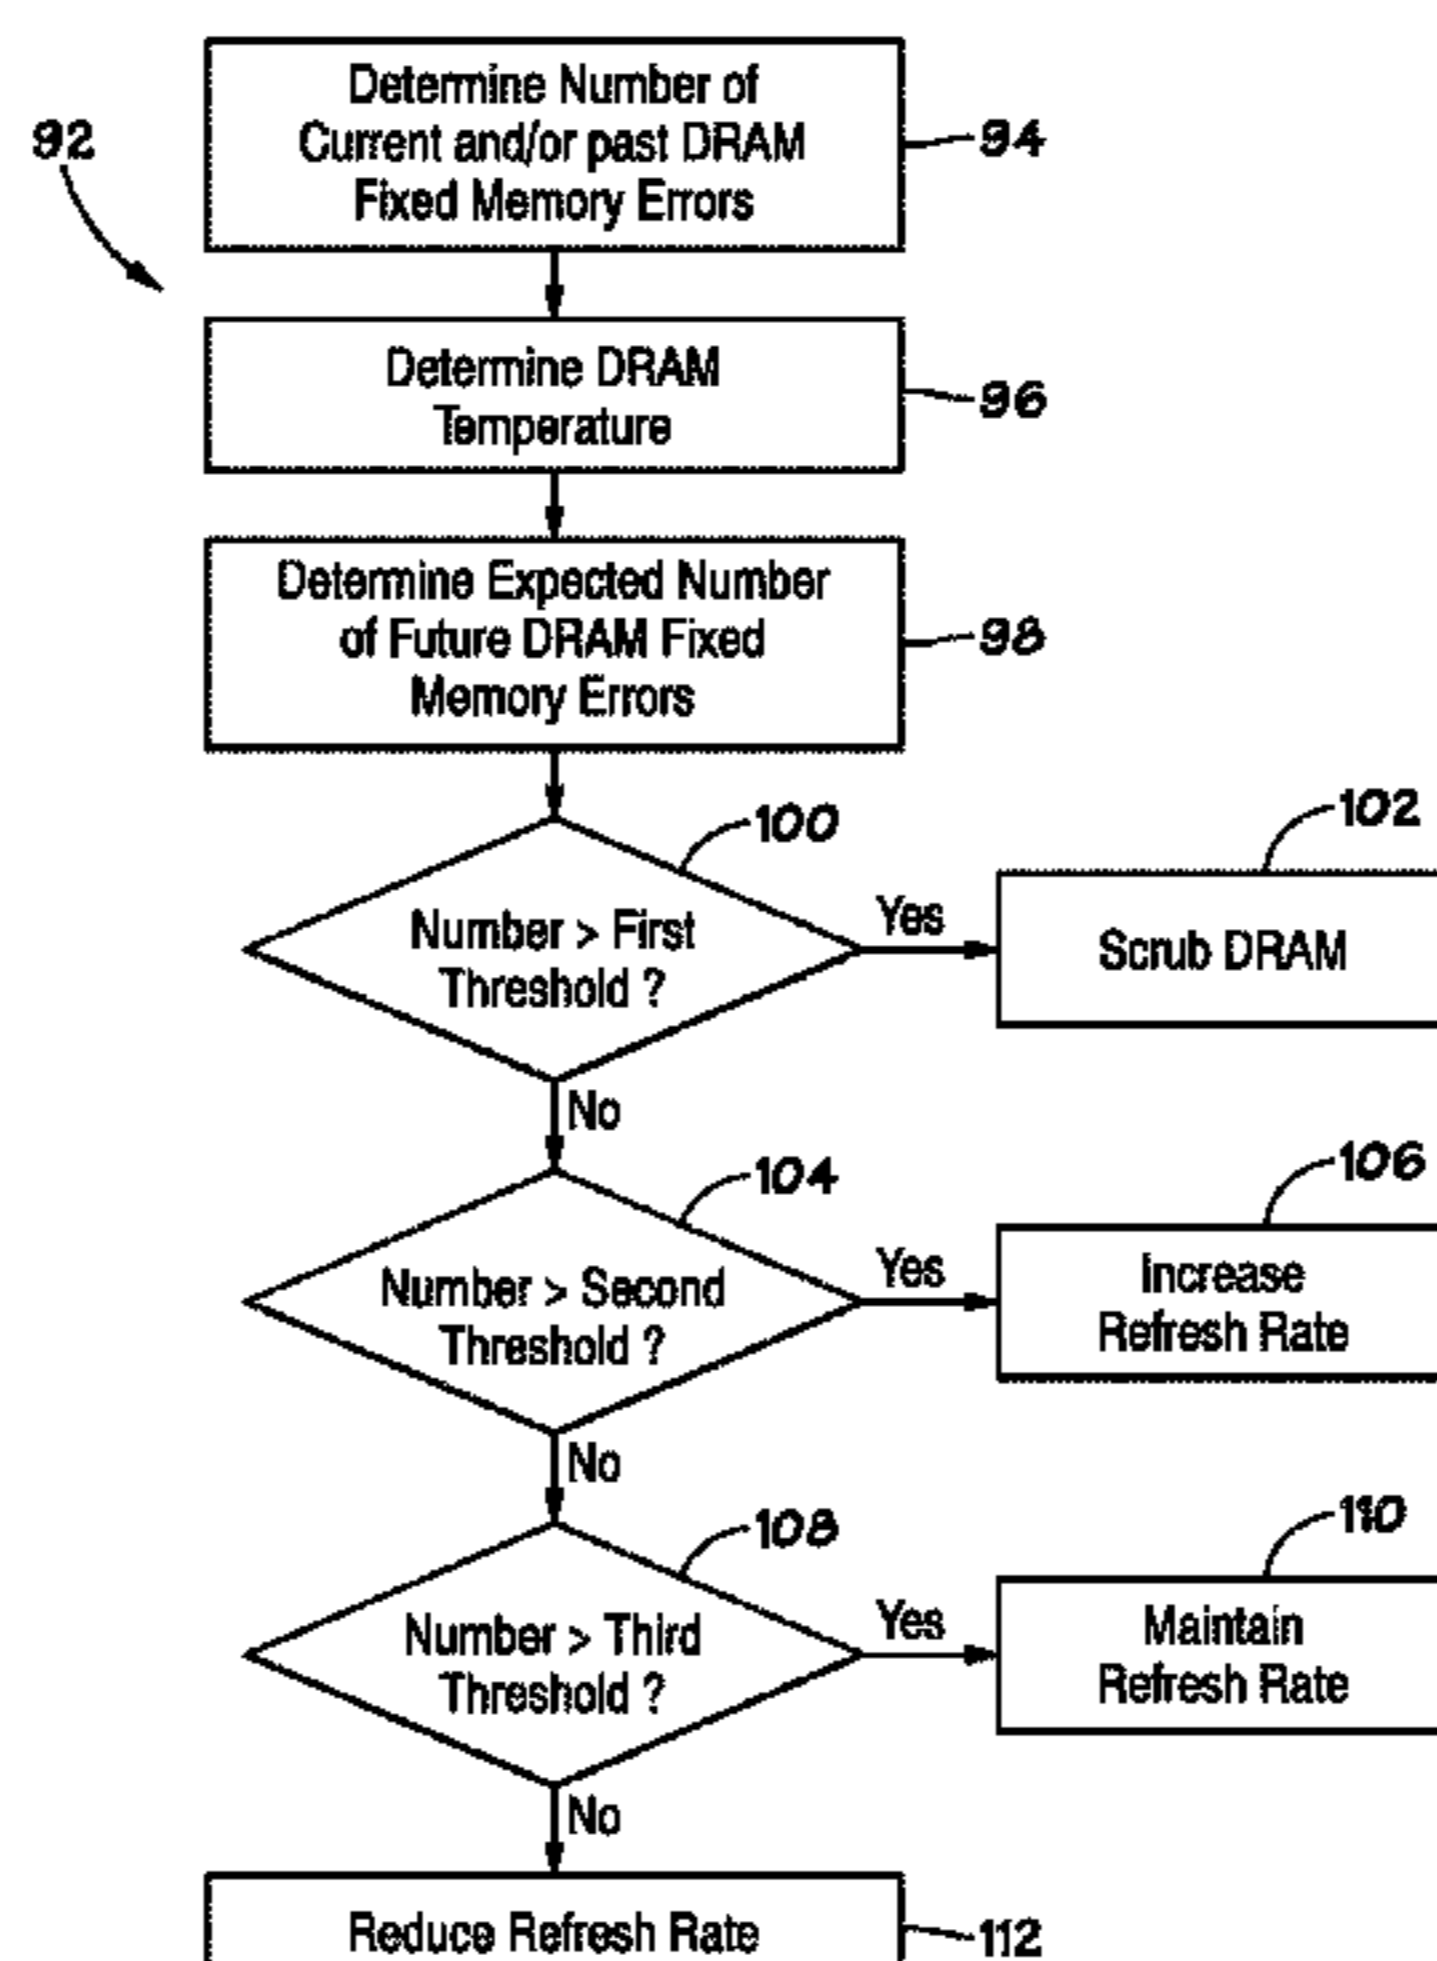 Determine Number of
Current and/or past DRAM
Fixed Memory Errors
92
94
Determine DRAM
Temperature
96
Determine Expected Number
of Future DRAM Fixed
Memory Errors
98
100
102
Number > First
Threshold ?
Yes
Scrub DRAM
No
104
106
Number > Second
Threshold ?
Yes
Increase
Refresh Rate
No
108
110
Number > Third
Threshold ?
Yes
Maintain
Refresh Rate
No
Reduce Refresh Rate
112